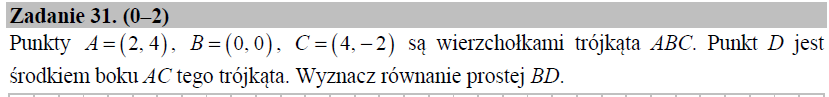 Zadanie 31. (0–2)
Punkty A = (2, 4), B = (0, 0), C = (4, −2) są wierzchołkami trójkąta ABC. Punkt D jest
środkiem boku AC tego trójkąta. Wyznacz równanie prostej BD.